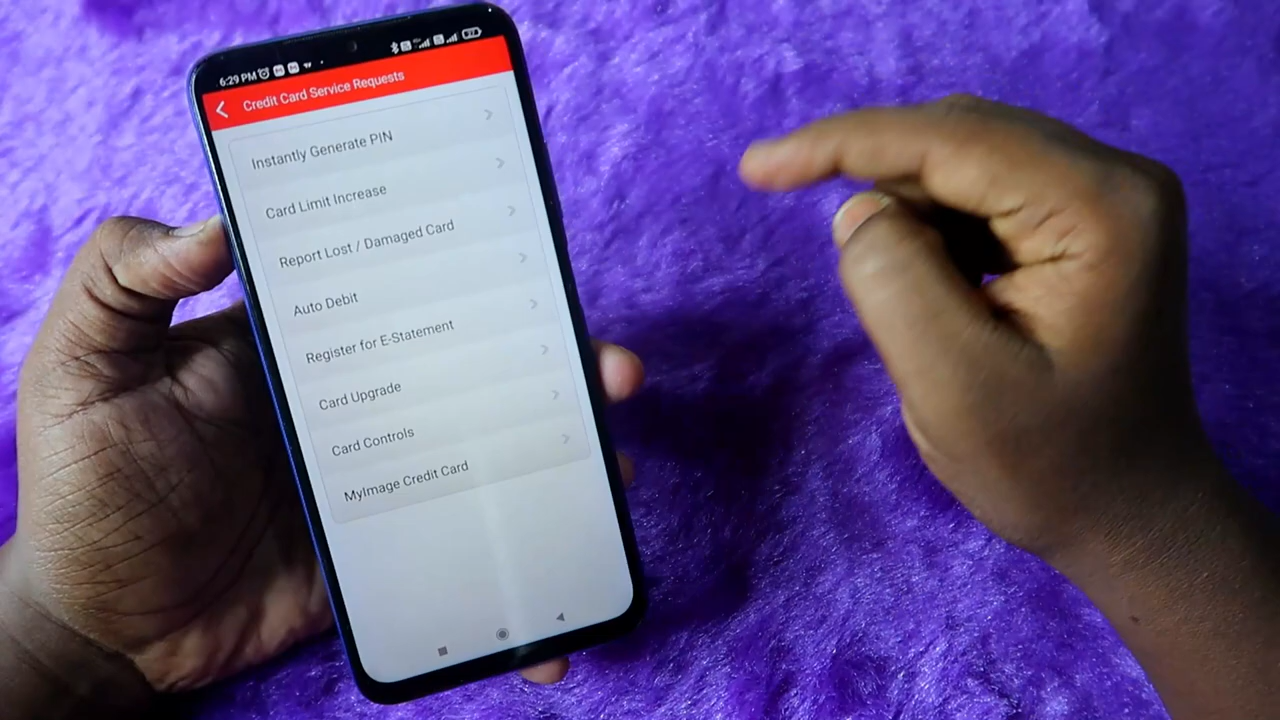 6:29 PM
Credit Card Service Requests
Instantly Generate PIN
Card Limit Increase
Report Lost / Damaged Card
Auto Debit
Register for E-Statement
Card Upgrade
Card Controls
MyImage Credit Card